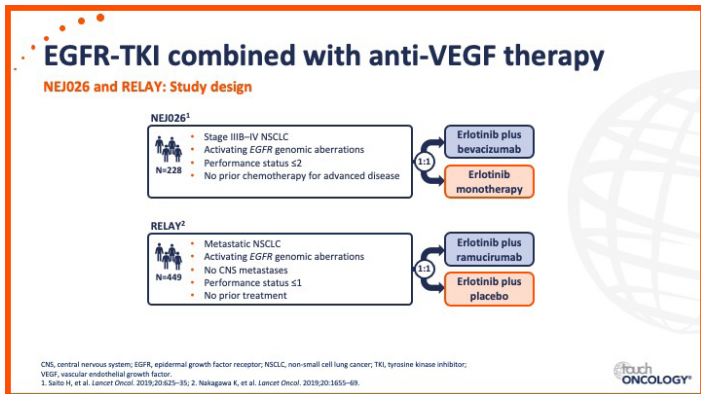 EGFR-TKI combined with anti-VEGF therapy
NEJ026 and RELAY: Study design
NEJ026¹
N=228
• Stage IIIB–IV NSCLC
• Activating EGFR genomic aberrations
• Performance status ≤2
• No prior chemotherapy for advanced disease
1:1
Erlotinib plus
bevacizumab
Erlotinib
monotherapy
RELAY²
N=449
• Metastatic NSCLC
• Activating EGFR genomic aberrations
• No CNS metastases
• Performance status ≤1
• No prior treatment
1:1
Erlotinib plus
ramucirumab
Erlotinib plus
placebo
CNS, central nervous system; EGFR, epidermal growth factor receptor; NSCLC, non-small cell lung cancer; TKI, tyrosine kinase inhibitor;
VEGF, vascular endothelial growth factor.
1. Saito H, et al. Lancet Oncol. 2019;20:625–35; 2. Nakagawa K, et al. Lancet Oncol. 2019;20:1655–69.
touch
ONCOLOGY®